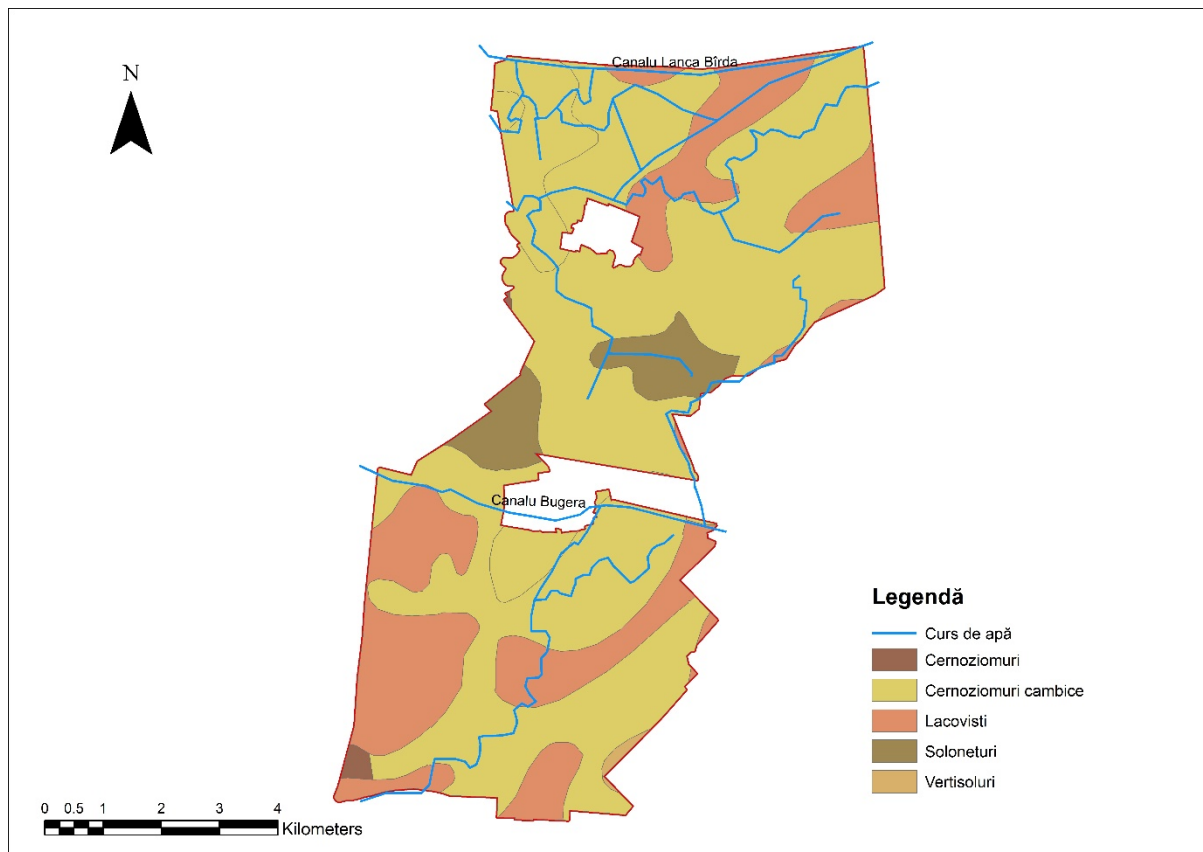 Canalu Lanca Bîrda
N
Canalu Bugera
Legendă
Curs de apă
Cernoziomuri
Cernoziomuri cambice
Lacovisti
Soloneturi
Vertisoluri
0 0.5 1 2 3 4
Kilometers